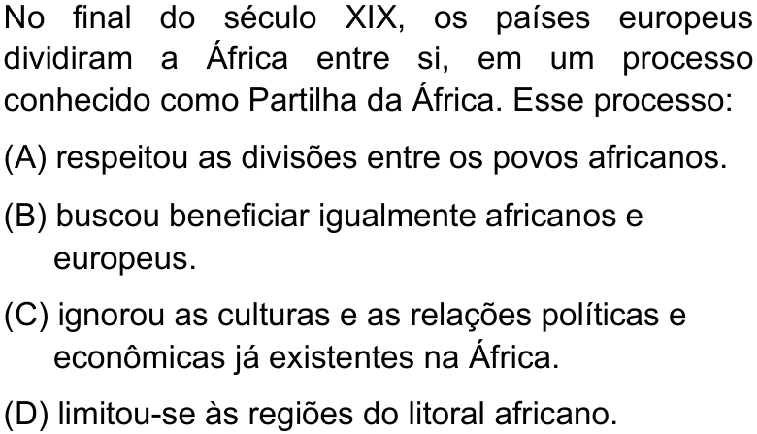 No final do século XIX, os países europeus
dividiram a África entre si, em um processo
conhecido como Partilha da África. Esse processo:
(A) respeitou as divisões entre os povos africanos.
(B) buscou beneficiar igualmente africanos e
europeus.
(C) ignorou as culturas e as relações políticas e
econômicas já existentes na África.
(D) limitou-se às regiões do litoral africano.